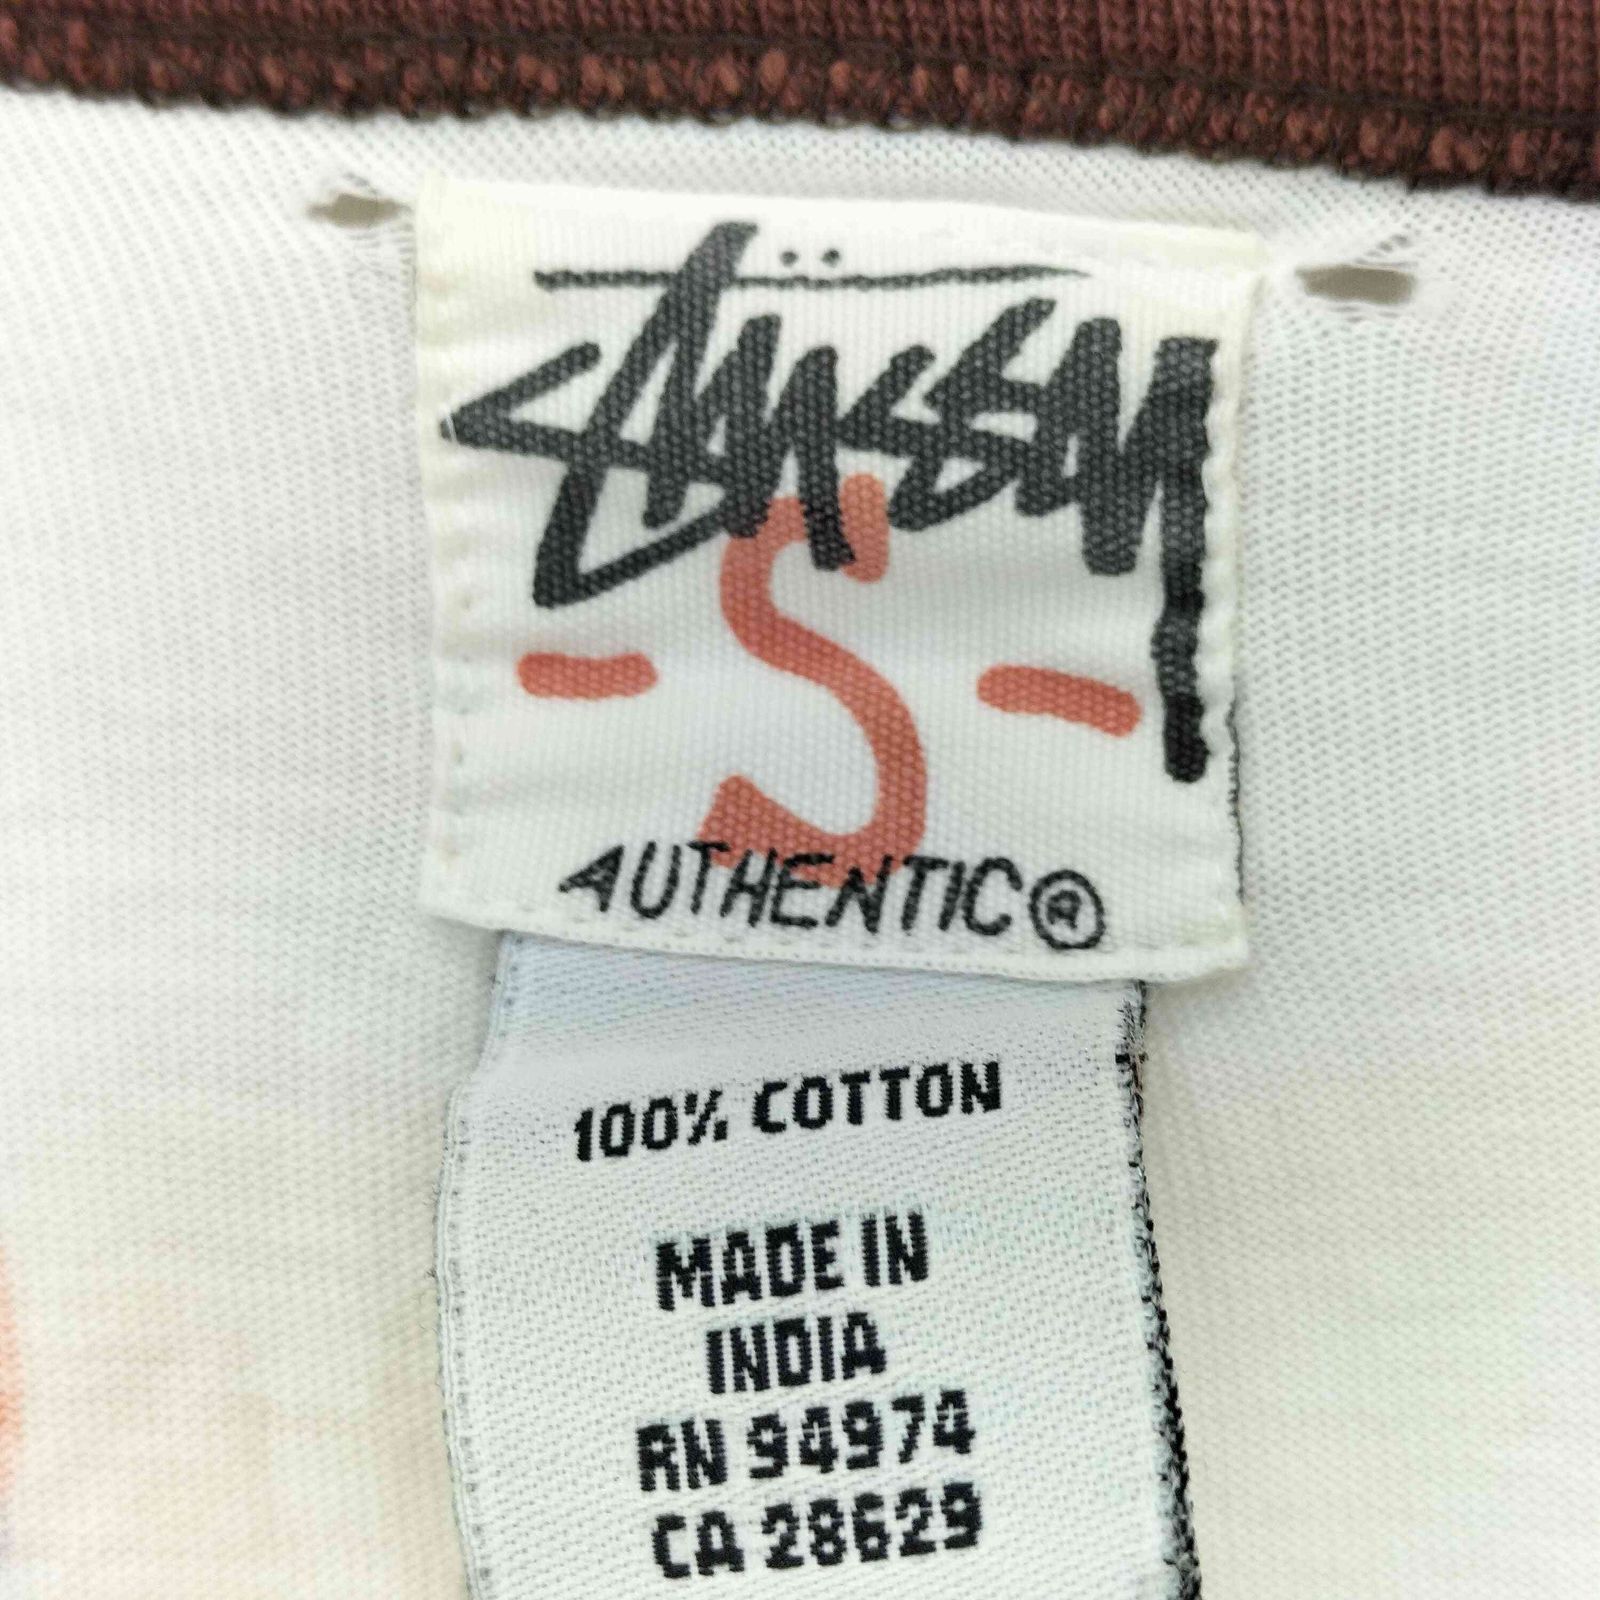 STÜSSY
- S -
AUTHENTIC®
100% COTTON
MADE IN
INDIA
RN 94974
CA 28629